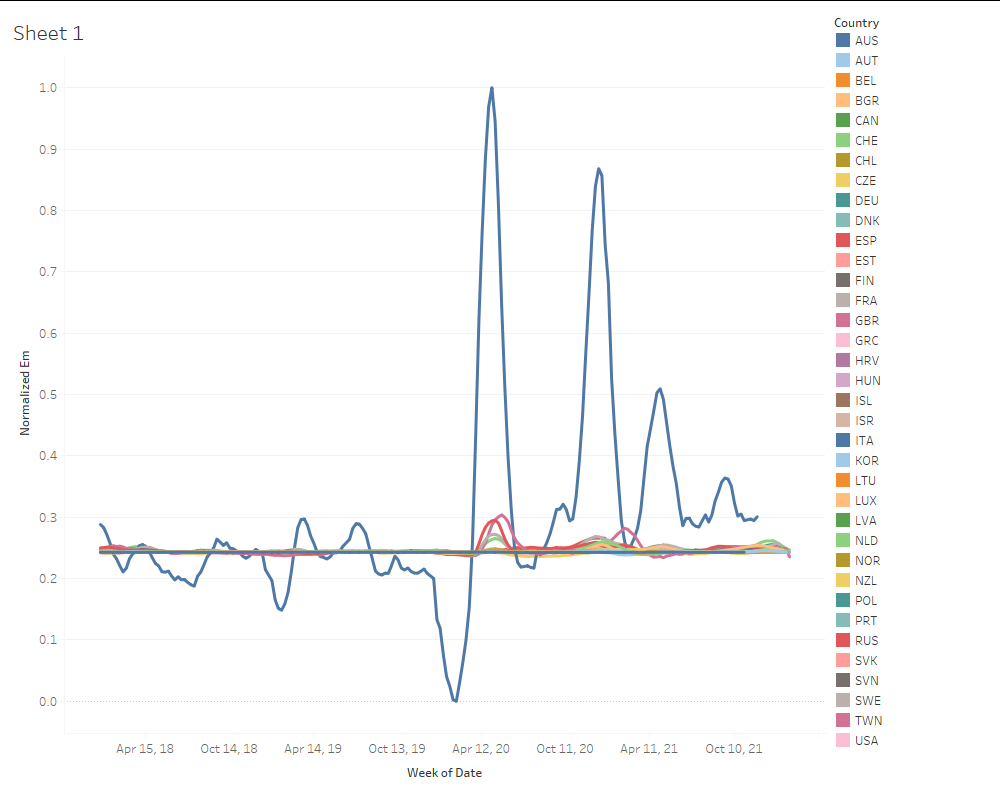 Sheet 1
Country
AUS
AUT
BEL
BGR
CAN
CHE
CHL
CZE
DEU
DNK
ESP
EST
FIN
FRA
GBR
GRC
HRV
HUN
ISL
ISR
ITA
KOR
LTU
LUX
LVA
NLD
NOR
NZL
POL
PRT
RUS
SVK
SVN
SWE
TWN
USA
Normalized Em
1.0
0.9
0.8
0.7
0.6
0.5
0.4
0.3
0.2
0.1
0.0
Apr 15, 18 Oct 14, 18 Apr 14, 19 Oct 13, 19 Apr 12, 20 Oct 11, 20 Apr 11, 21 Oct 10, 21
Week of Date